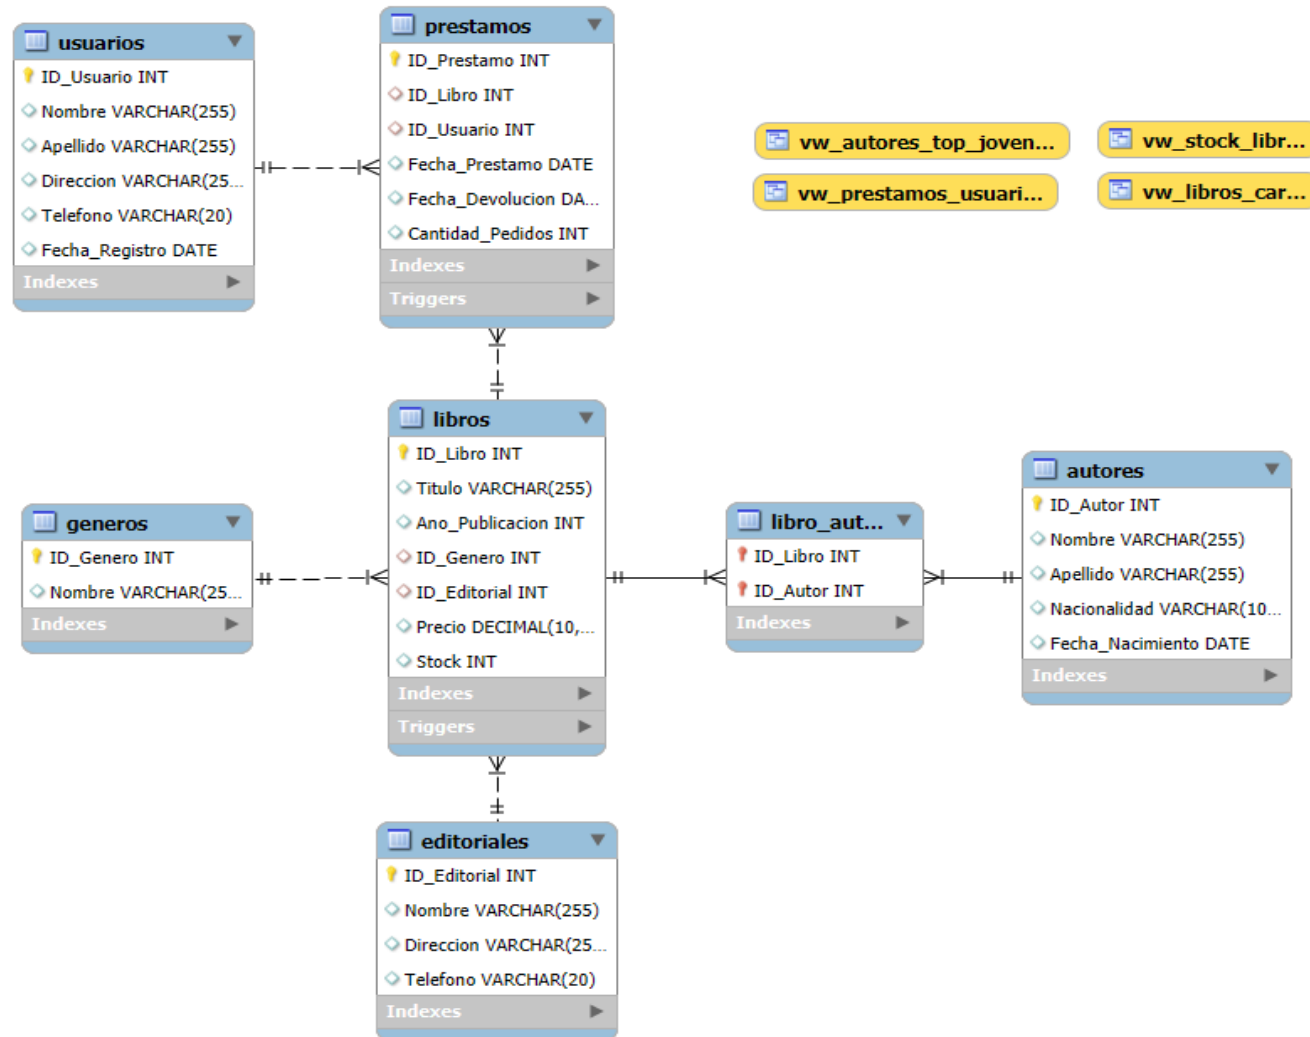 usuarios
ID_Usuario INT
Nombre VARCHAR(255)
Apellido VARCHAR(255)
Direccion VARCHAR(25...
Telefono VARCHAR(20)
Fecha_Registro DATE
Indexes
prestamos
ID_Prestamo INT
ID_Libro INT
ID_Usuario INT
Fecha_Prestamo DATE
Fecha_Devolucion DA...
Cantidad_Pedidos INT
Indexes
Triggers
vw_autores_top_joven...
vw_stock_libr...
vw_prestamos_usuari...
vw_libros_car...
libros
ID_Libro INT
Titulo VARCHAR(255)
Ano_Publicacion INT
ID_Genero INT
ID_Editorial INT
Precio DECIMAL(10,...
Stock INT
Indexes
Triggers
generos
ID_Genero INT
Nombre VARCHAR(25...
Indexes
libro_aut...
ID_Libro INT
ID_Autor INT
Indexes
autores
ID_Autor INT
Nombre VARCHAR(255)
Apellido VARCHAR(255)
Nacionalidad VARCHAR(10...
Fecha_Nacimiento DATE
Indexes
editoriales
ID_Editorial INT
Nombre VARCHAR(255)
Direccion VARCHAR(25...
Telefono VARCHAR(20)
Indexes